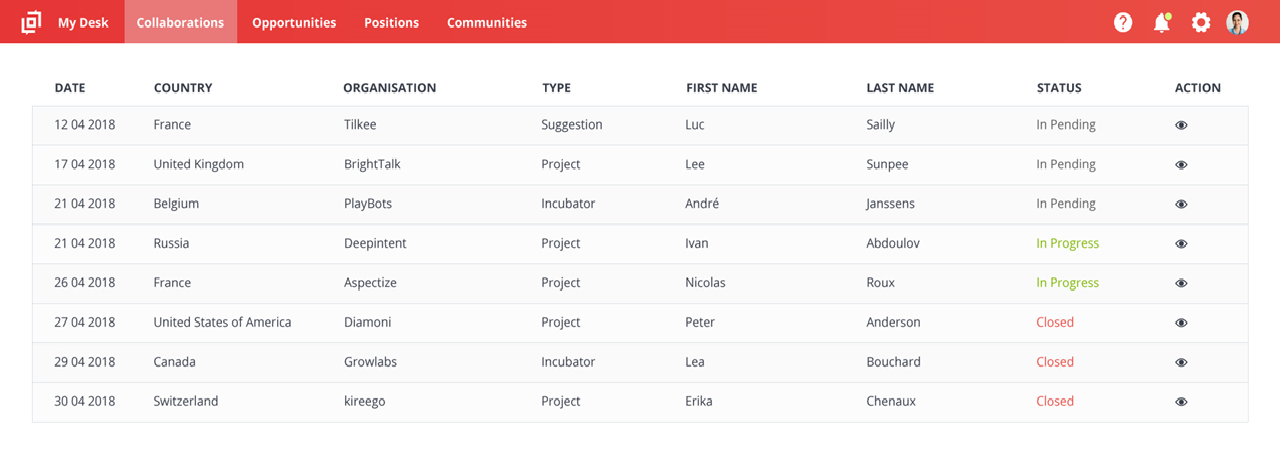 My Desk Collaborations Opportunities Positions Communities
DATE COUNTRY ORGANISATION TYPE FIRST NAME LAST NAME STATUS ACTION
12 04 2018 France Tilkee Suggestion Luc Sailly In Pending
17 04 2018 United Kingdom BrightTalk Project Lee Sunpee In Pending
21 04 2018 Belgium PlayBots Incubator André Janssens In Pending
21 04 2018 Russia Deepintent Project Ivan Abdoulov In Progress
26 04 2018 France Aspectize Project Nicolas Roux In Progress
27 04 2018 United States of America Diamoni Project Peter Anderson Closed
29 04 2018 Canada Growlabs Incubator Lea Bouchard Closed
30 04 2018 Switzerland kireego Project Erika Chenaux Closed